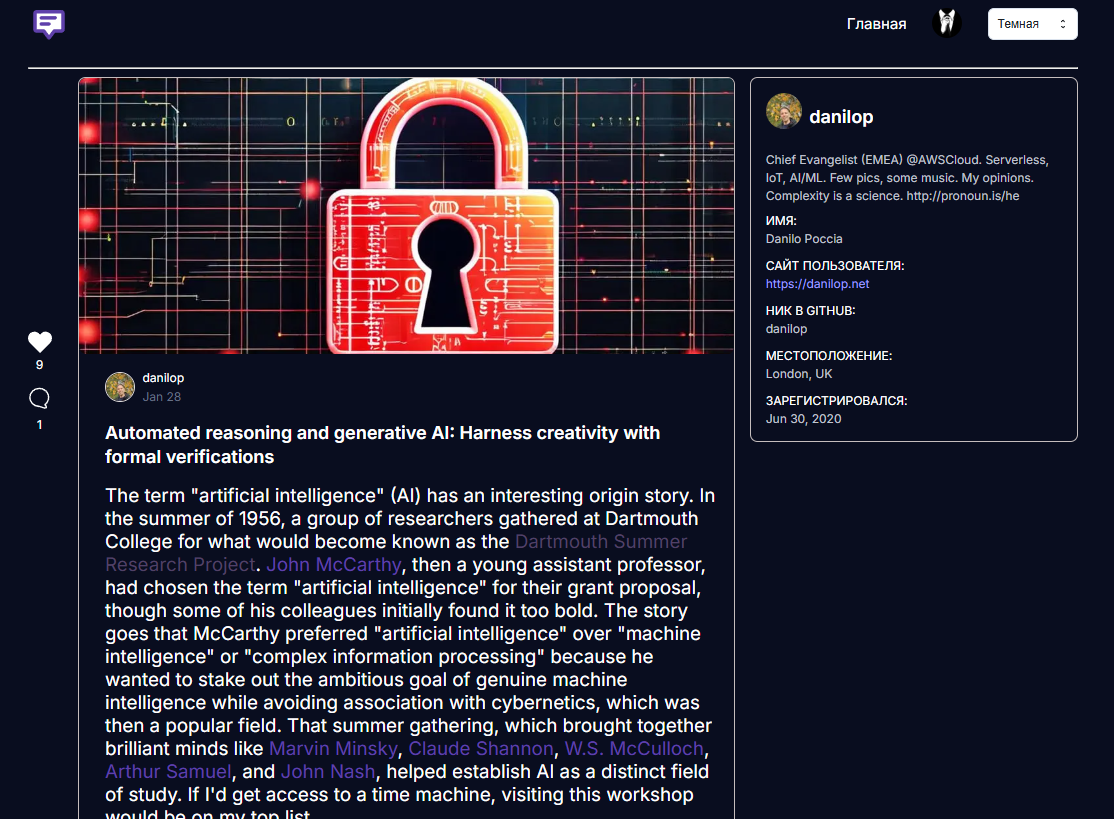 Главная
Темная
danilop
Jan 28
Automated reasoning and generative AI: Harness creativity with
formal verifications
The term "artificial intelligence" (AI) has an interesting origin story. In
the summer of 1956, a group of researchers gathered at Dartmouth
College for what would become known as the Dartmouth Summer
Research Project. John McCarthy, then a young assistant professor,
had chosen the term "artificial intelligence" for their grant proposal,
though some of his colleagues initially found it too bold. The story
goes that McCarthy preferred "artificial intelligence" over "machine
intelligence" or "complex information processing" because he
wanted to stake out the ambitious goal of genuine machine
intelligence while avoiding association with cybernetics, which was
then a popular field. That summer gathering, which brought together
brilliant minds like Marvin Minsky, Claude Shannon, W.S. McCulloch,
Arthur Samuel, and John Nash, helped establish AI as a distinct field
of study. If I'd get access to a time machine, visiting this workshop
would be on my top list.
9
1
danilop
Chief Evangelist (EMEA) @AWSCloud. Serverless,
IoT, AI/ML. Few pics, some music. My opinions.
Complexity is a science. http://pronoun.is/he
ИМЯ:
Danilo Poccia
САЙТ ПОЛЬЗОВАТЕЛЯ:
https://danilop.net
НИК В GITHUB:
danilop
МЕСТОПОЛОЖЕНИЕ:
London, UK
ЗАРЕГИСТРИРОВАЛСЯ:
Jun 30, 2020